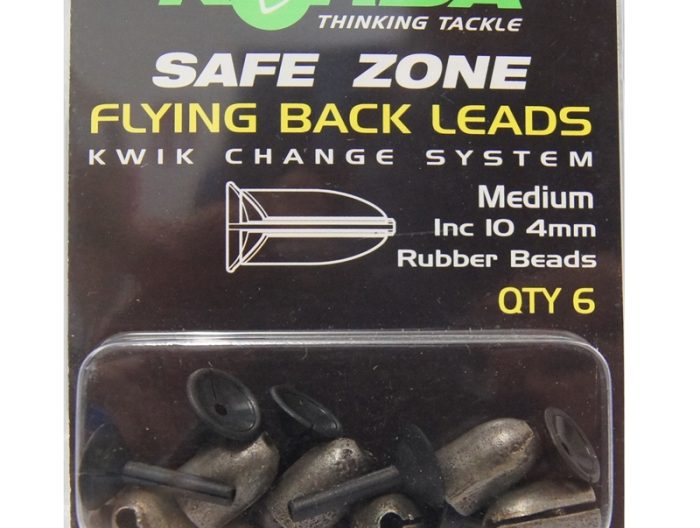 THINKING TACKLE
SAFE ZONE
FLYING BACK LEADS
KWIK CHANGE SYSTEM
Medium
Inc 10 4mm
Rubber Beads
QTY 6